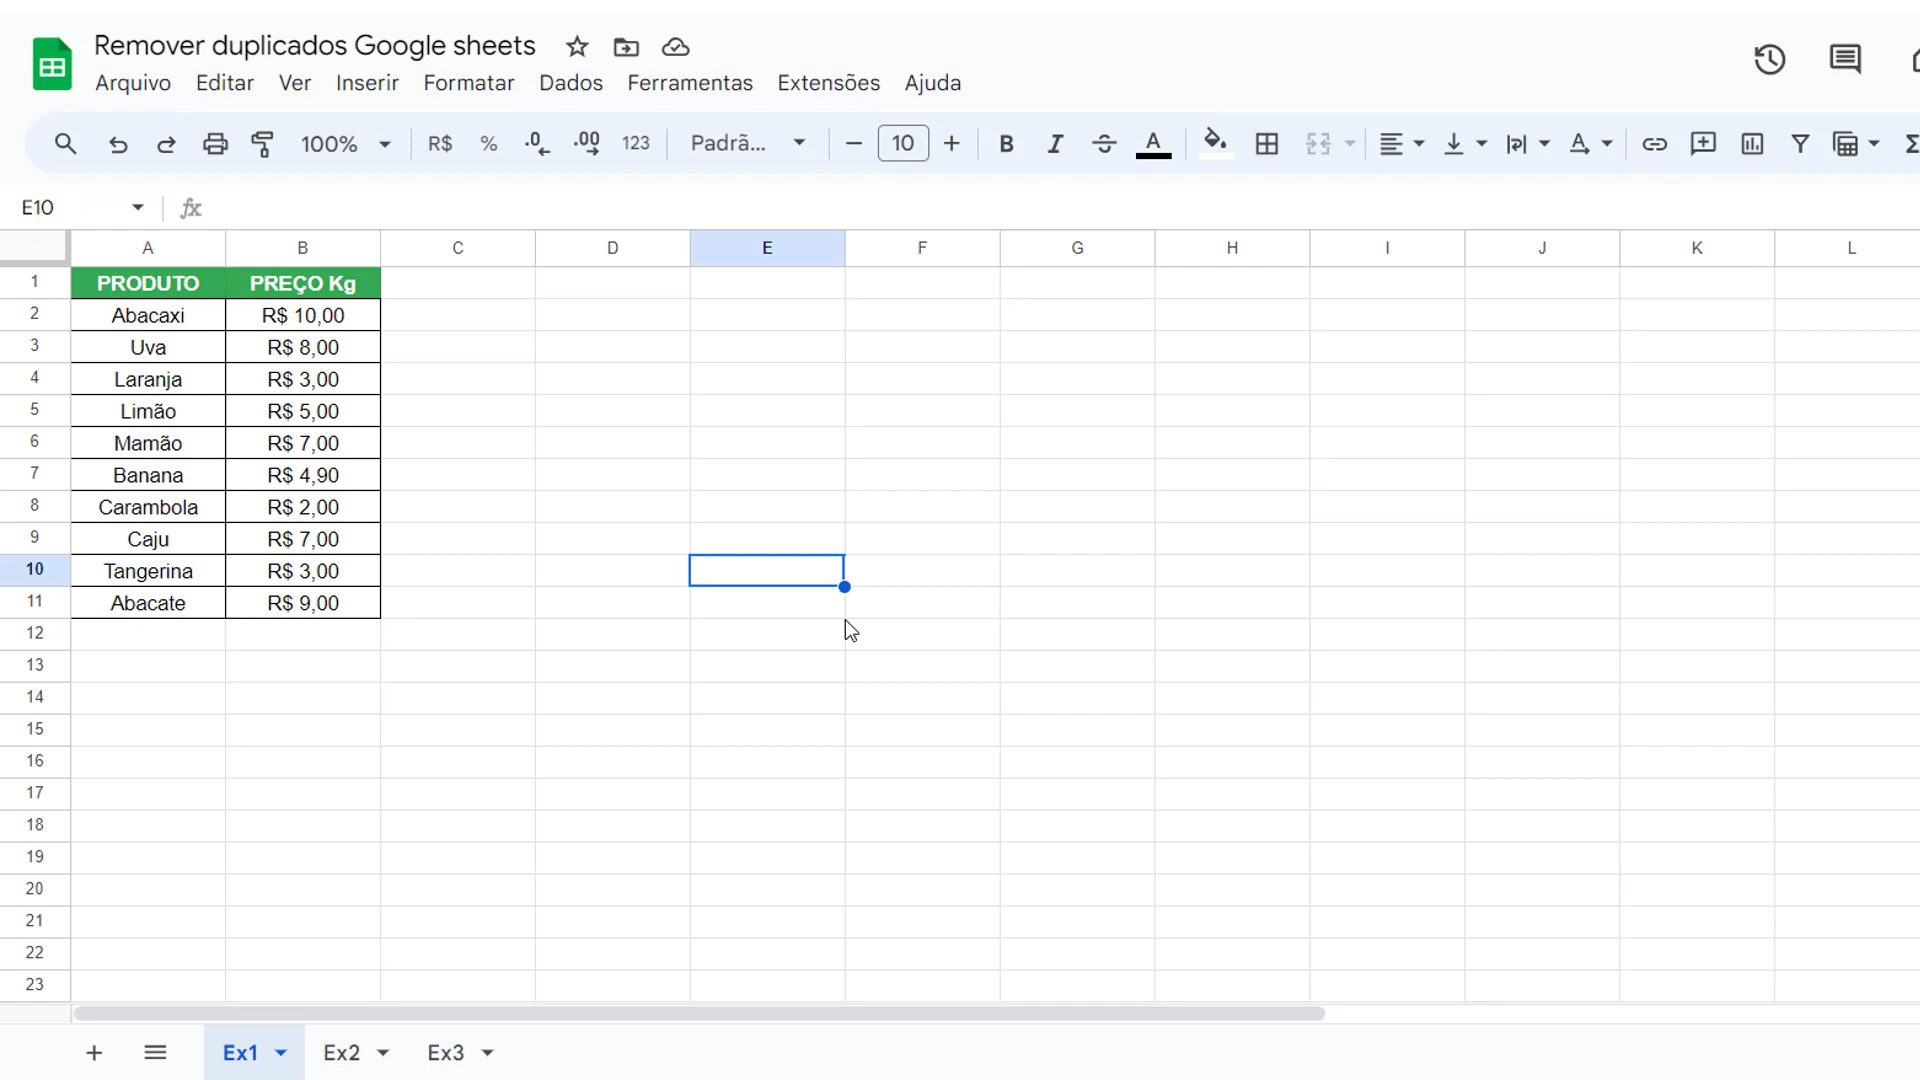 Remover duplicados Google sheets
Arquivo Editar Ver Inserir Formatar Dados Ferramentas Extensões Ajuda
100% R$ % .0 .00 123 Padrã... 10 B I A A Σ
E10 fx
A B C D E F G H I J K L
1 PRODUTO PREÇO Kg
2 Abacaxi R$ 10,00
3 Uva R$ 8,00
4 Laranja R$ 3,00
5 Limão R$ 5,00
6 Mamão R$ 7,00
7 Banana R$ 4,90
8 Carambola R$ 2,00
9 Caju R$ 7,00
10 Tangerina R$ 3,00
11 Abacate R$ 9,00
12
13
14
15
16
17
18
19
20
21
22
23
Ex1 Ex2 Ex3